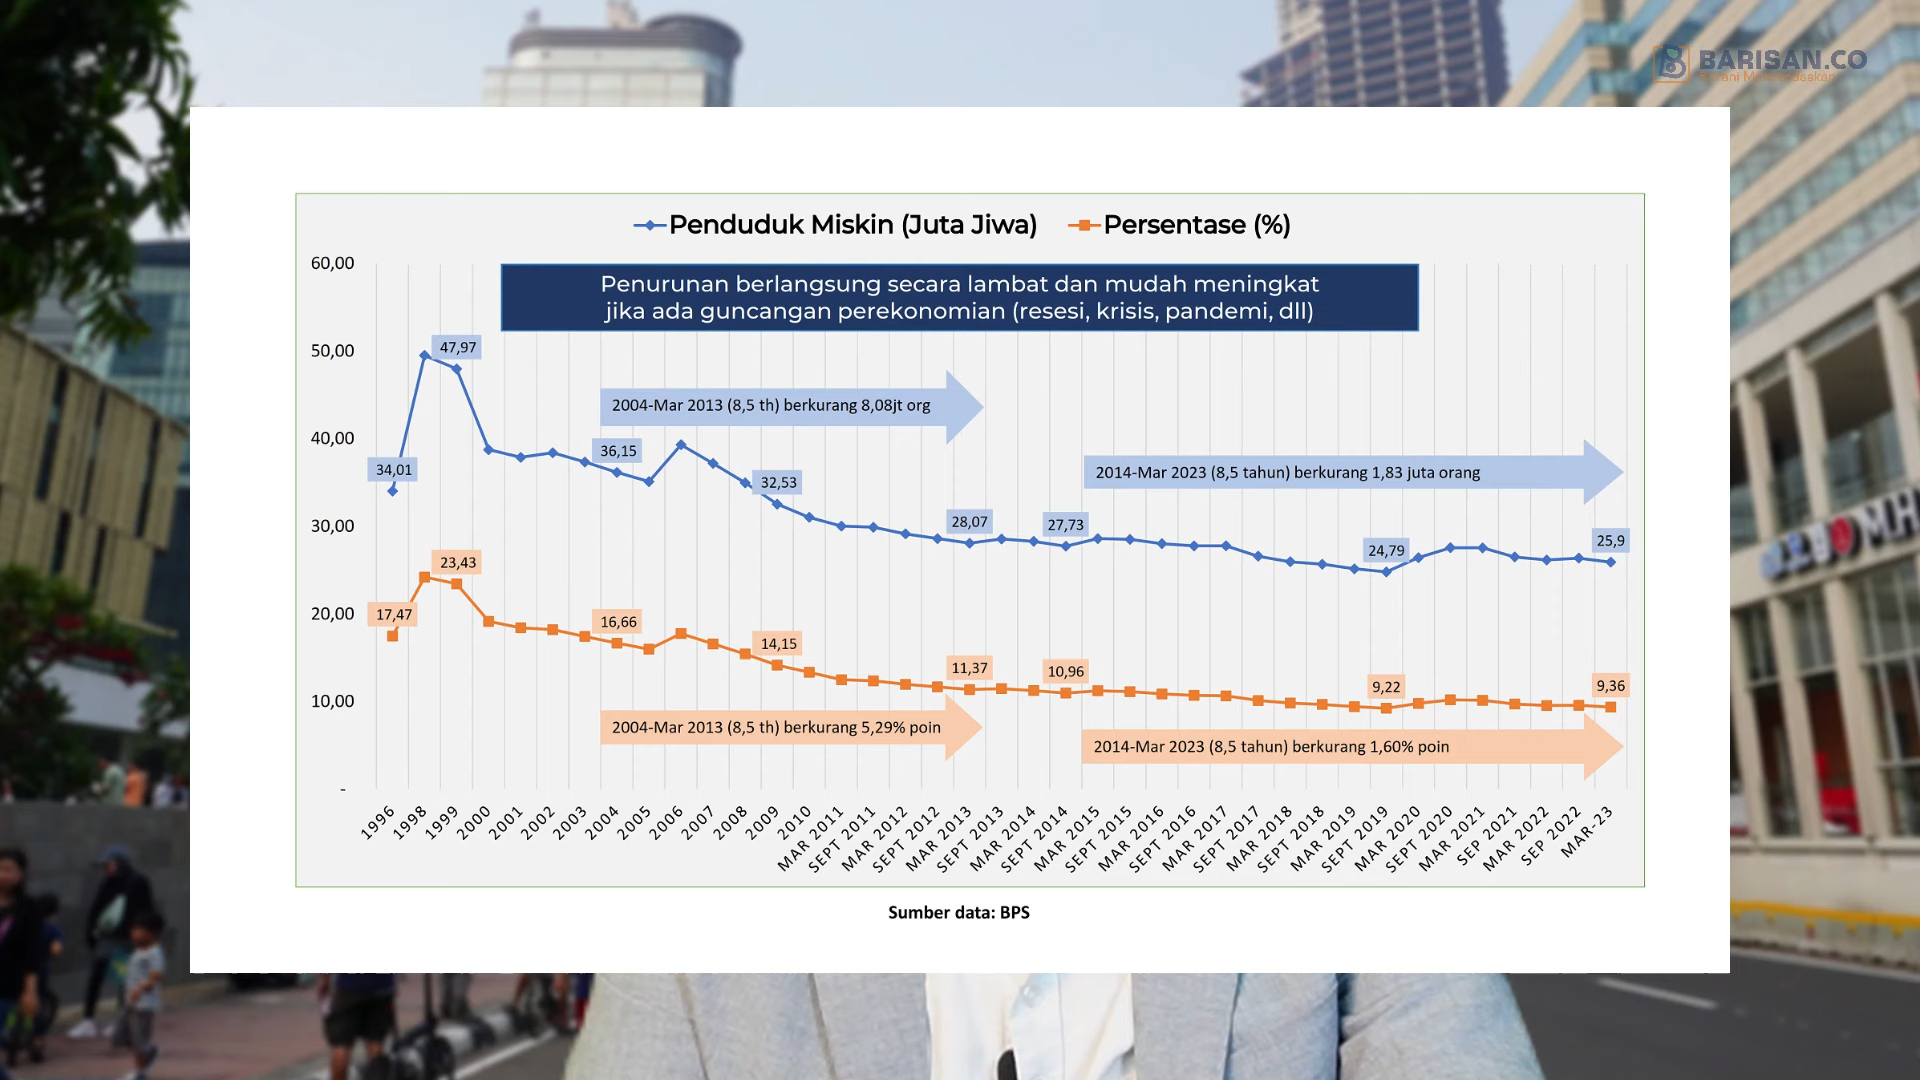 BARISAN.CO
Penduduk Miskin (Juta Jiwa)
Persentase (%)
Penurunan berlangsung secara lambat dan mudah meningkat
jika ada guncangan perekonomian (resesi, krisis, pandemi, dll)
60,00
50,00
40,00
30,00
20,00
10,00
-
47,97
34,01
36,15
32,53
28,07
27,73
24,79
25,9
2004-Mar 2013 (8,5 th) berkurang 8,08jt org
2014-Mar 2023 (8,5 tahun) berkurang 1,83 juta orang
23,43
17,47
16,66
14,15
11,37
10,96
9,22
9,36
2004-Mar 2013 (8,5 th) berkurang 5,29% poin
2014-Mar 2023 (8,5 tahun) berkurang 1,60% poin
1996
1998
1999
2000
2001
2002
2003
2004
2005
2006
2007
2008
2009
2010
MAR 2011
SEPT 2011
MAR 2012
SEPT 2012
MAR 2013
SEPT 2013
MAR 2014
SEPT 2014
MAR 2015
SEPT 2015
MAR 2016
SEPT 2016
MAR 2017
SEPT 2017
MAR 2018
SEPT 2018
MAR 2019
SEPT 2019
MAR 2020
SEPT 2020
MAR 2021
SEP 2021
MAR 2022
SEP 2022
MAR-23
Sumber data: BPS